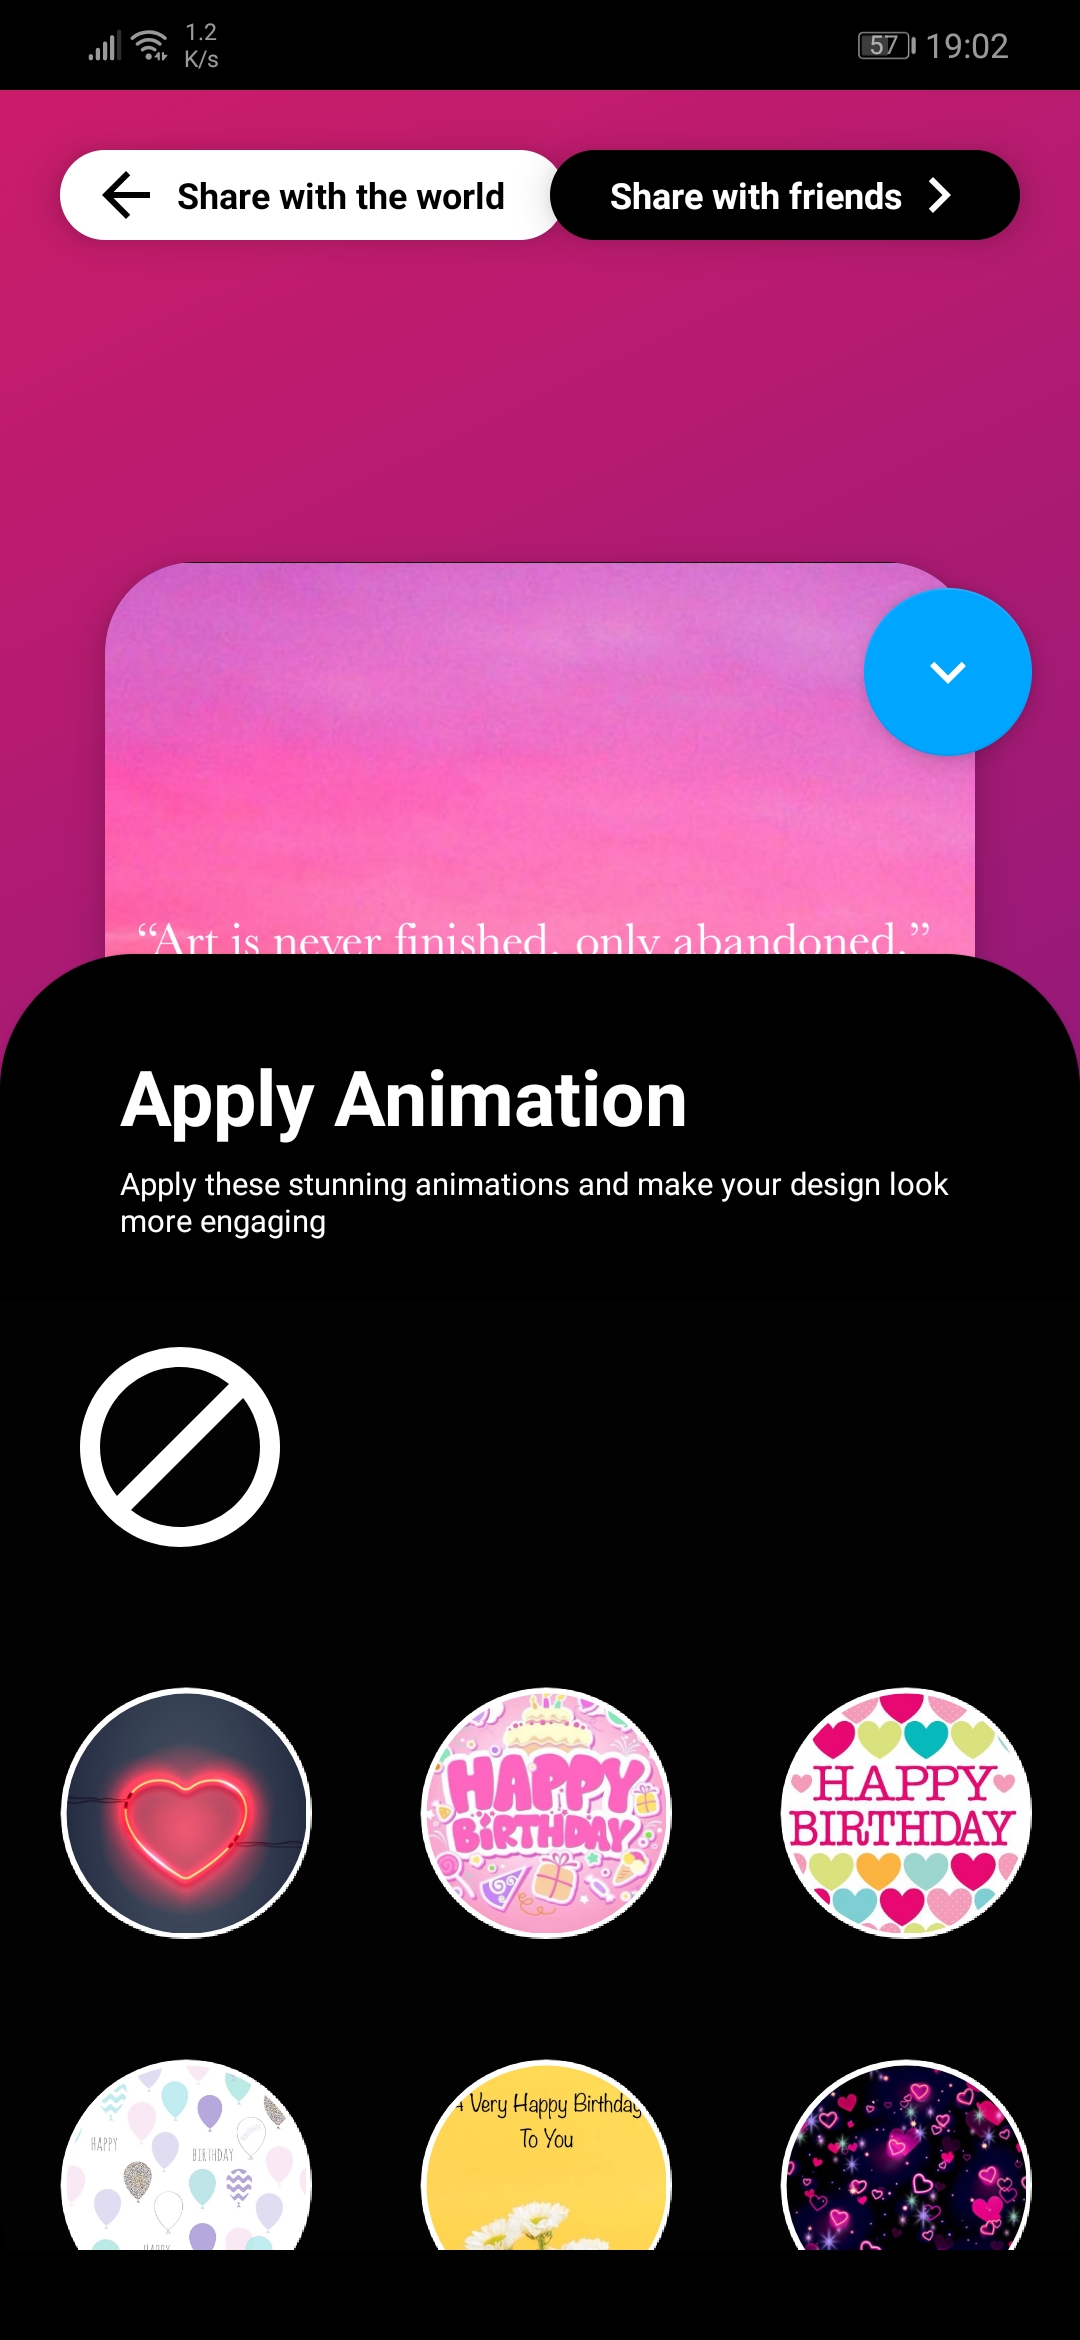 1.2
K/s
57
19:02
Share with the world
Share with friends
“Art is never finished, only abandoned.”
Apply Animation
Apply these stunning animations and make your design look
more engaging
HAPPY
BIRTHDAY
HAPPY
BIRTHDAY
HAPPY
BIRTHDAY
HAPPY
A Very Happy Birthday
To You